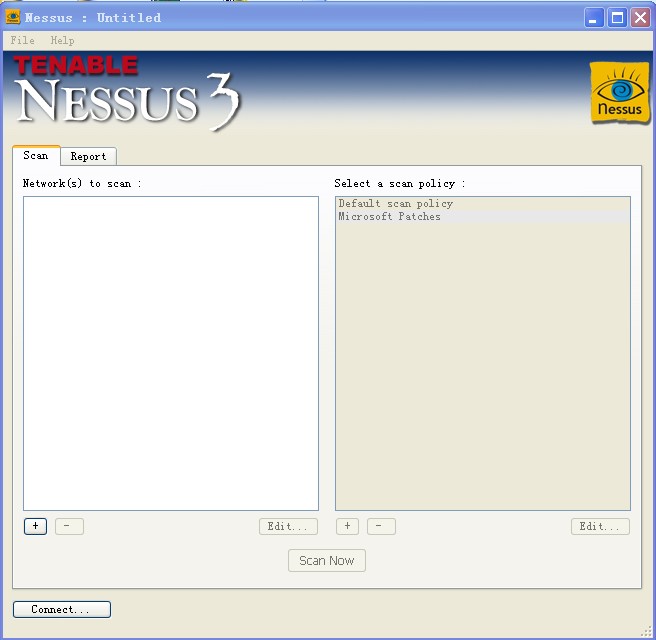 Nessus : Untitled
File Help
TENABLE
NESSUS 3
Nessus
Scan Report
Network(s) to scan : Select a scan policy :
Default scan policy
Microsoft Patches
+ - Edit... + - Edit...
Scan Now
Connect...